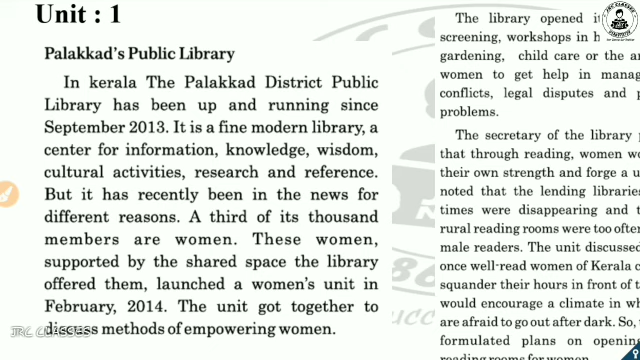 Unit : 1
Palakkad's Public Library
In kerala The Palakkad District Public
Library has been up and running since
September 2013. It is a fine modern library, a
center for information, knowledge, wisdom,
cultural activities, research and reference.
But it has recently been in the news for
different reasons. A third of its thousand
members are women. These women,
supported by the shared space the library
offered them, launched a women's unit in
February, 2014. The unit got together to
discuss methods of empowering women.
The library opened
screening, workshops in
gardening, child care or the
women to get help in
conflicts, legal disputes and
problems.
The secretary of the library
that through reading, women
their own strength and forge a
noted that the lending libraries
times were disappearing and
rural reading rooms were too
male readers. The unit discussed
once well-read women of Kerala
squander their hours in front of
would encourage a climate in
are afraid to go out after dark. So,
formulated plans on
reading rooms for women
JRC CLASSES